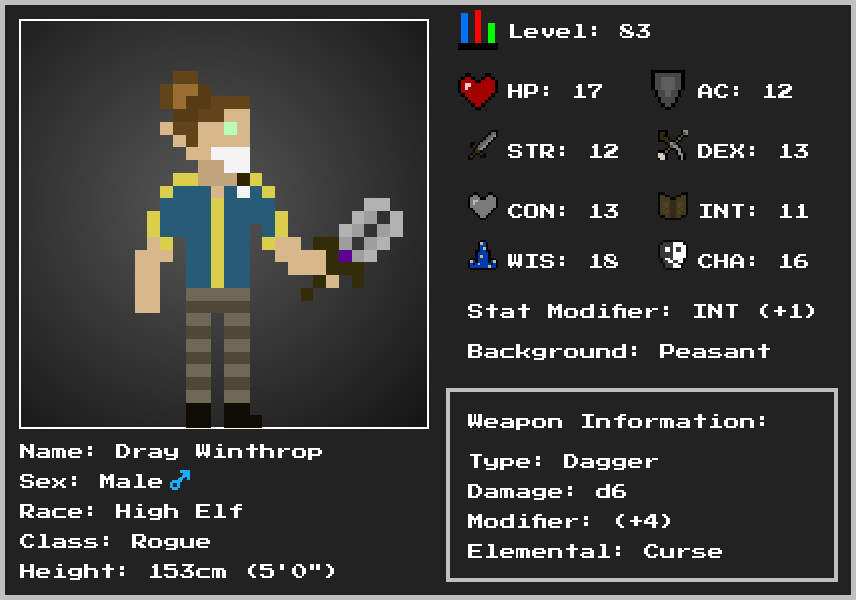 Level: 83
HP: 17
AC: 12
STR: 12
DEX: 13
CON: 13
INT: 11
WIS: 18
CHA: 16
Stat Modifier: INT (+1)
Background: Peasant
Name: Dray Winthrop
Sex: Male♂
Race: High Elf
Class: Rogue
Height: 153cm (5'0")
Weapon Information:
Type: Dagger
Damage: d6
Modifier: (+4)
Elemental: Curse